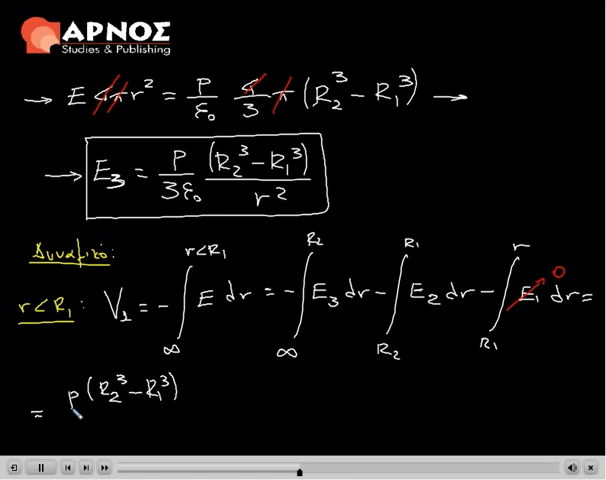 ΑΡΝΟΣ
Studies & Publishing
→ E 4π r² = ρ/ε₀ 4/3 π (R₂³ − R₁³) →
→ E₃ = ρ/3ε₀ (R₂³ − R₁³)/r²
Δυναμικό:
r < R₁: V₁ = − ∫_∞^{r<R₁} E dr = − ∫_∞^{R₂} E₃ dr − ∫_{R₂}^{R₁} E₂ dr − ∫_{R₁}^{r} E₁ dr =
0
= ρ (R₂³ − R₁³)